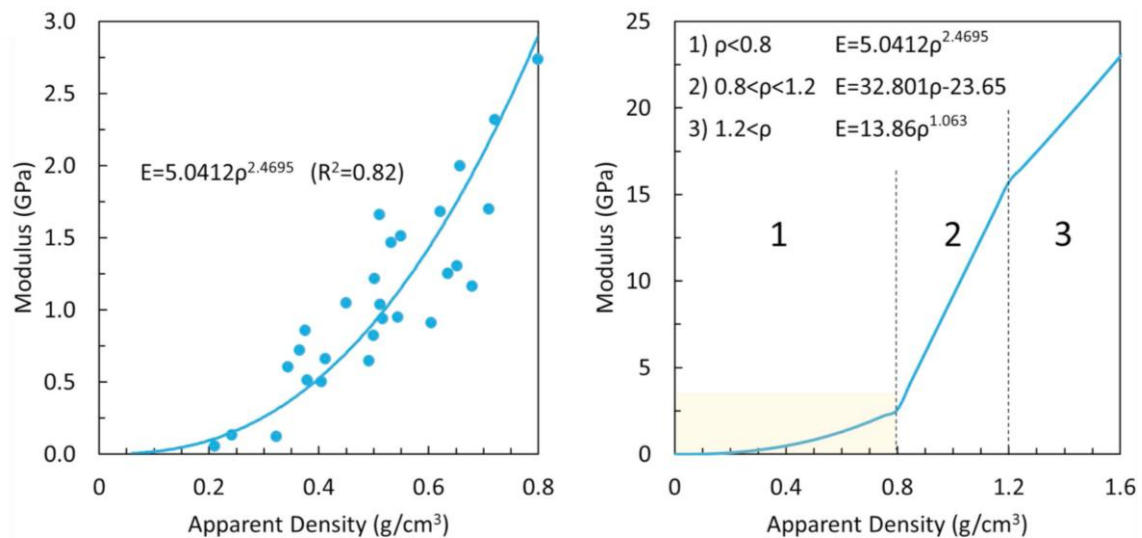 3.0
2.5
2.0
1.5
1.0
0.5
0.0
Modulus (GPa)
E=5.0412ρ^2.4695 (R²=0.82)
0 0.2 0.4 0.6 0.8
Apparent Density (g/cm³)
25
20
15
10
5
0
Modulus (GPa)
1) ρ<0.8 E=5.0412ρ^2.4695
2) 0.8<ρ<1.2 E=32.801ρ-23.65
3) 1.2<ρ E=13.86ρ^1.063
1 2 3
0 0.4 0.8 1.2 1.6
Apparent Density (g/cm³)